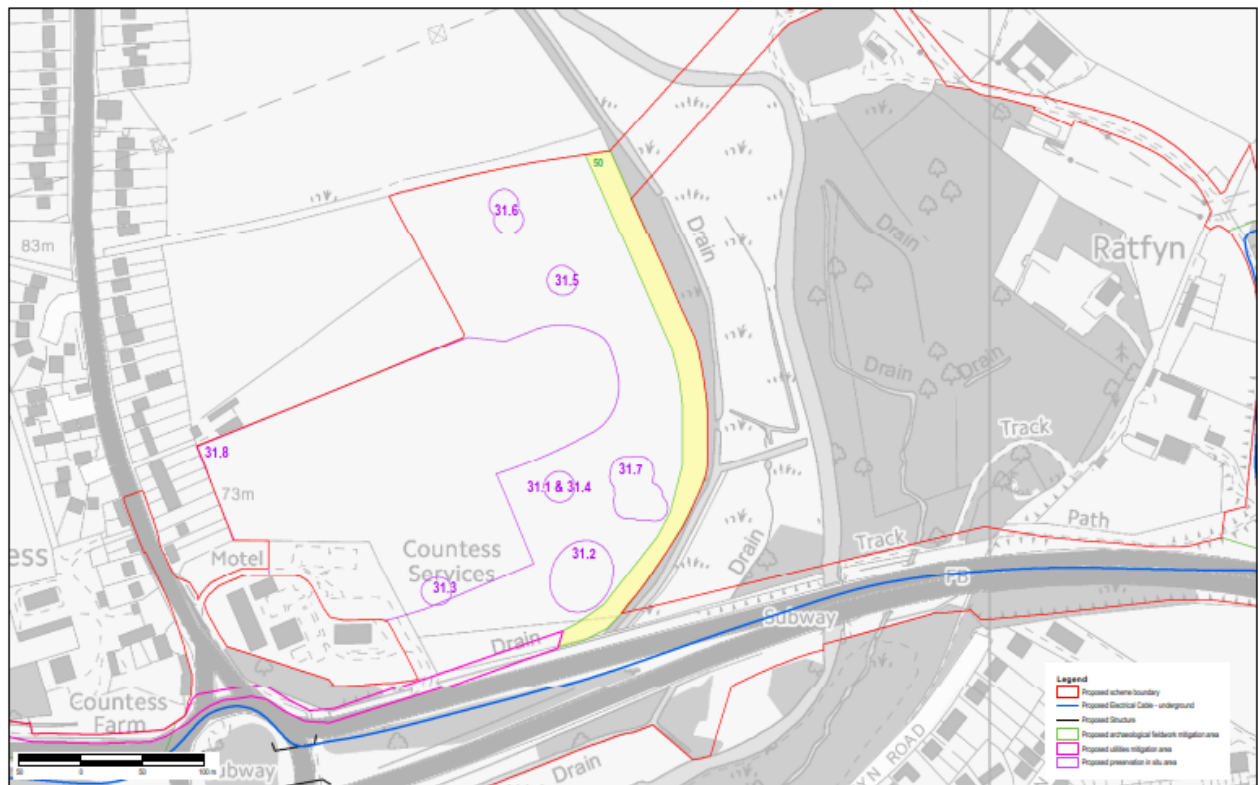 50
31.6
Drain
83m
Ratfyn
Drain
31.5
Drain
Drain
Track
31.8
73m
31.7
31.1 & 31.4
Path
Track
ess
Motel
Countess
Services
31.2
Drain
FB
31.3
Subway
Drain
Countess
Farm
Subway
Drain
YN ROAD
50 0 50 100 m
Legend
Proposed scheme boundary
Proposed Electrical Cable - underground
Proposed Structure
Proposed archaeological fieldwork mitigation area
Proposed utilities mitigation area
Proposed preservation in situ area